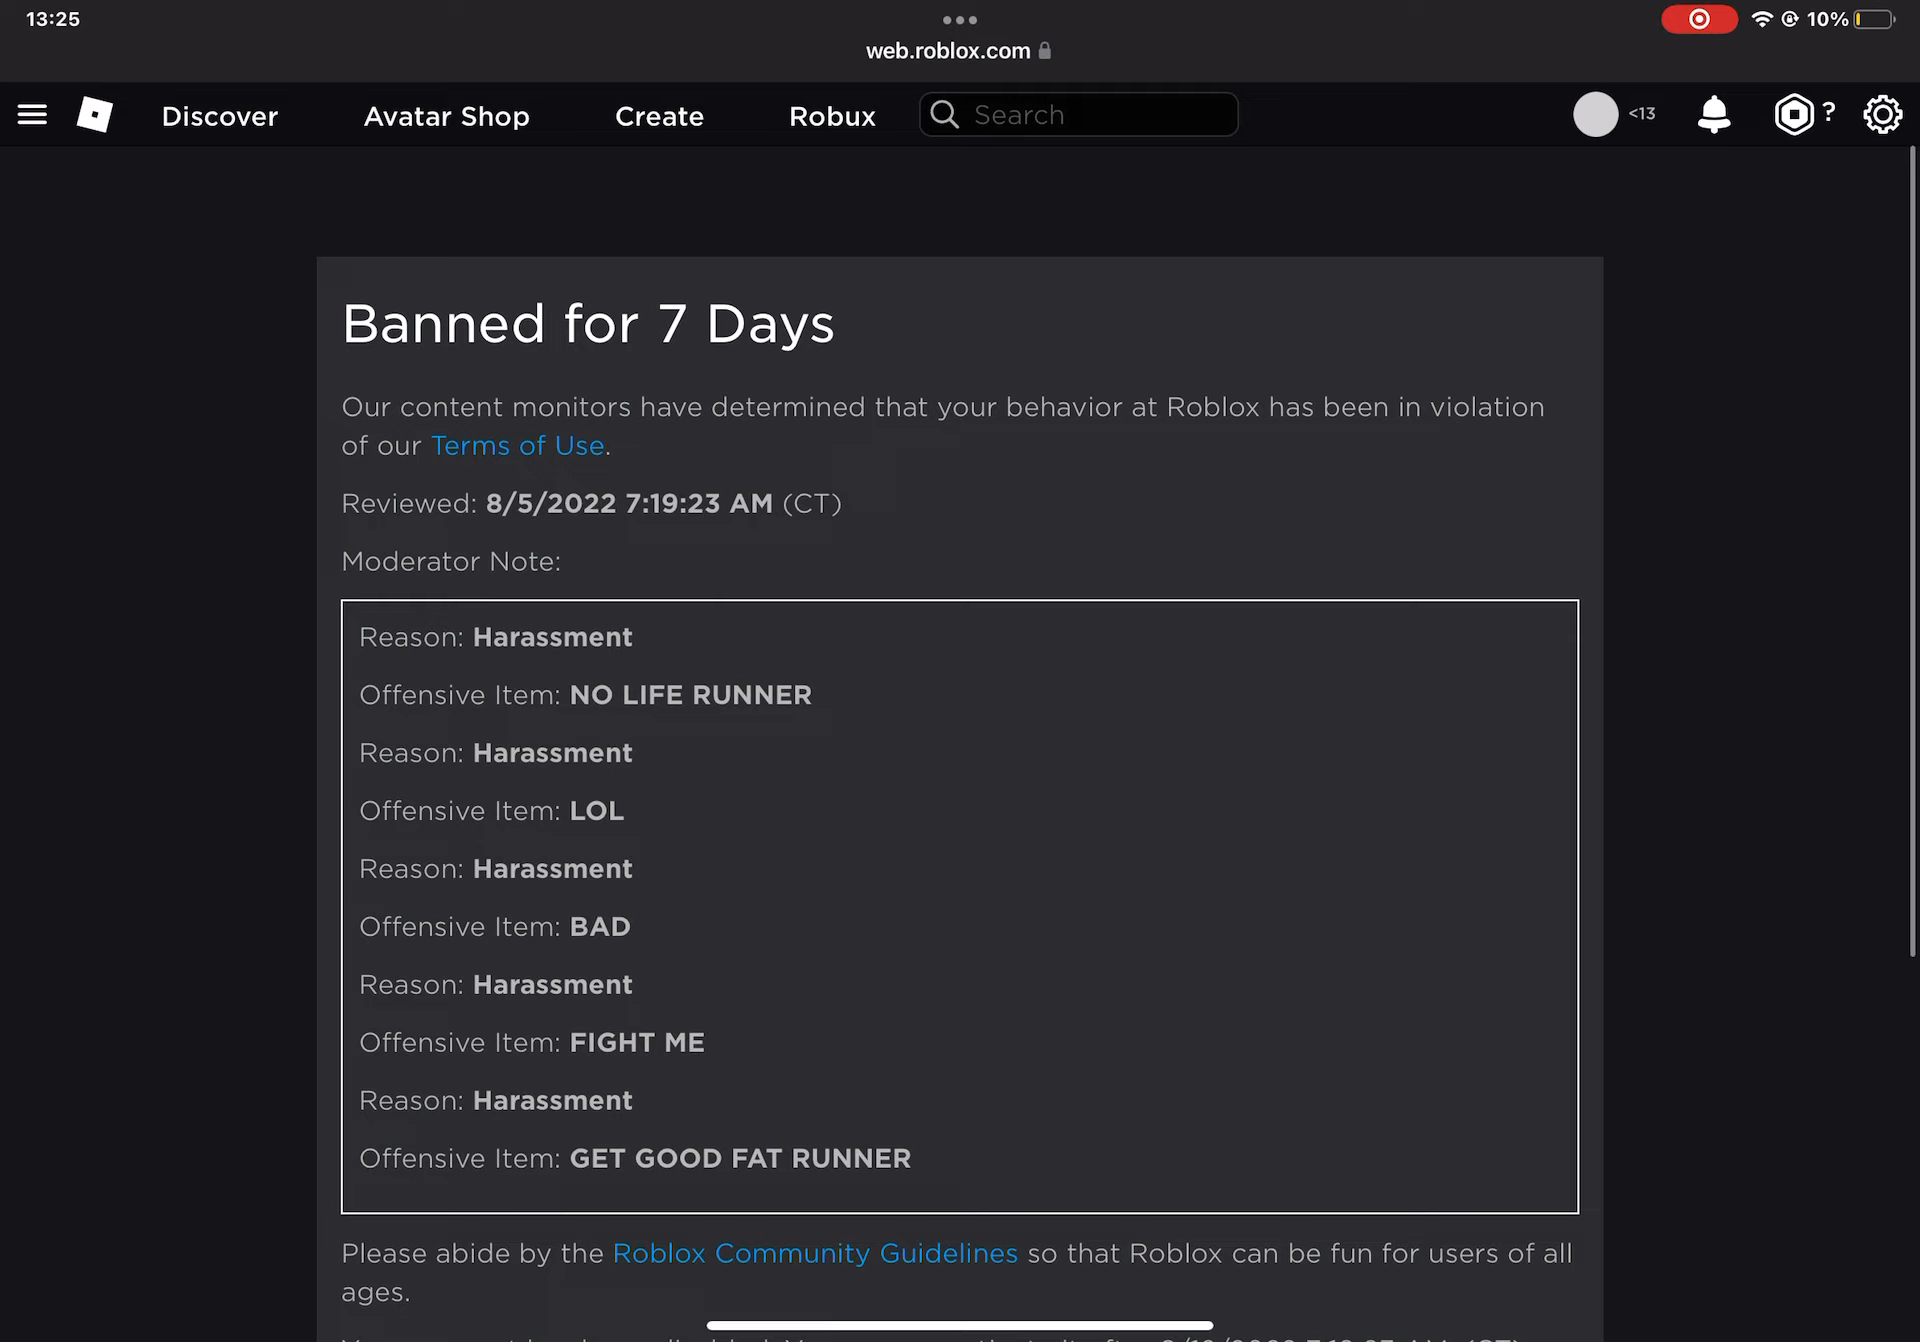 13:25
10%
web.roblox.com
Discover
Avatar Shop
Create
Robux
Search
<13
?
Banned for 7 Days
Our content monitors have determined that your behavior at Roblox has been in violation
of our Terms of Use.
Reviewed: 8/5/2022 7:19:23 AM (CT)
Moderator Note:
Reason: Harassment
Offensive Item: NO LIFE RUNNER
Reason: Harassment
Offensive Item: LOL
Reason: Harassment
Offensive Item: BAD
Reason: Harassment
Offensive Item: FIGHT ME
Reason: Harassment
Offensive Item: GET GOOD FAT RUNNER
Please abide by the Roblox Community Guidelines so that Roblox can be fun for users of all
ages.